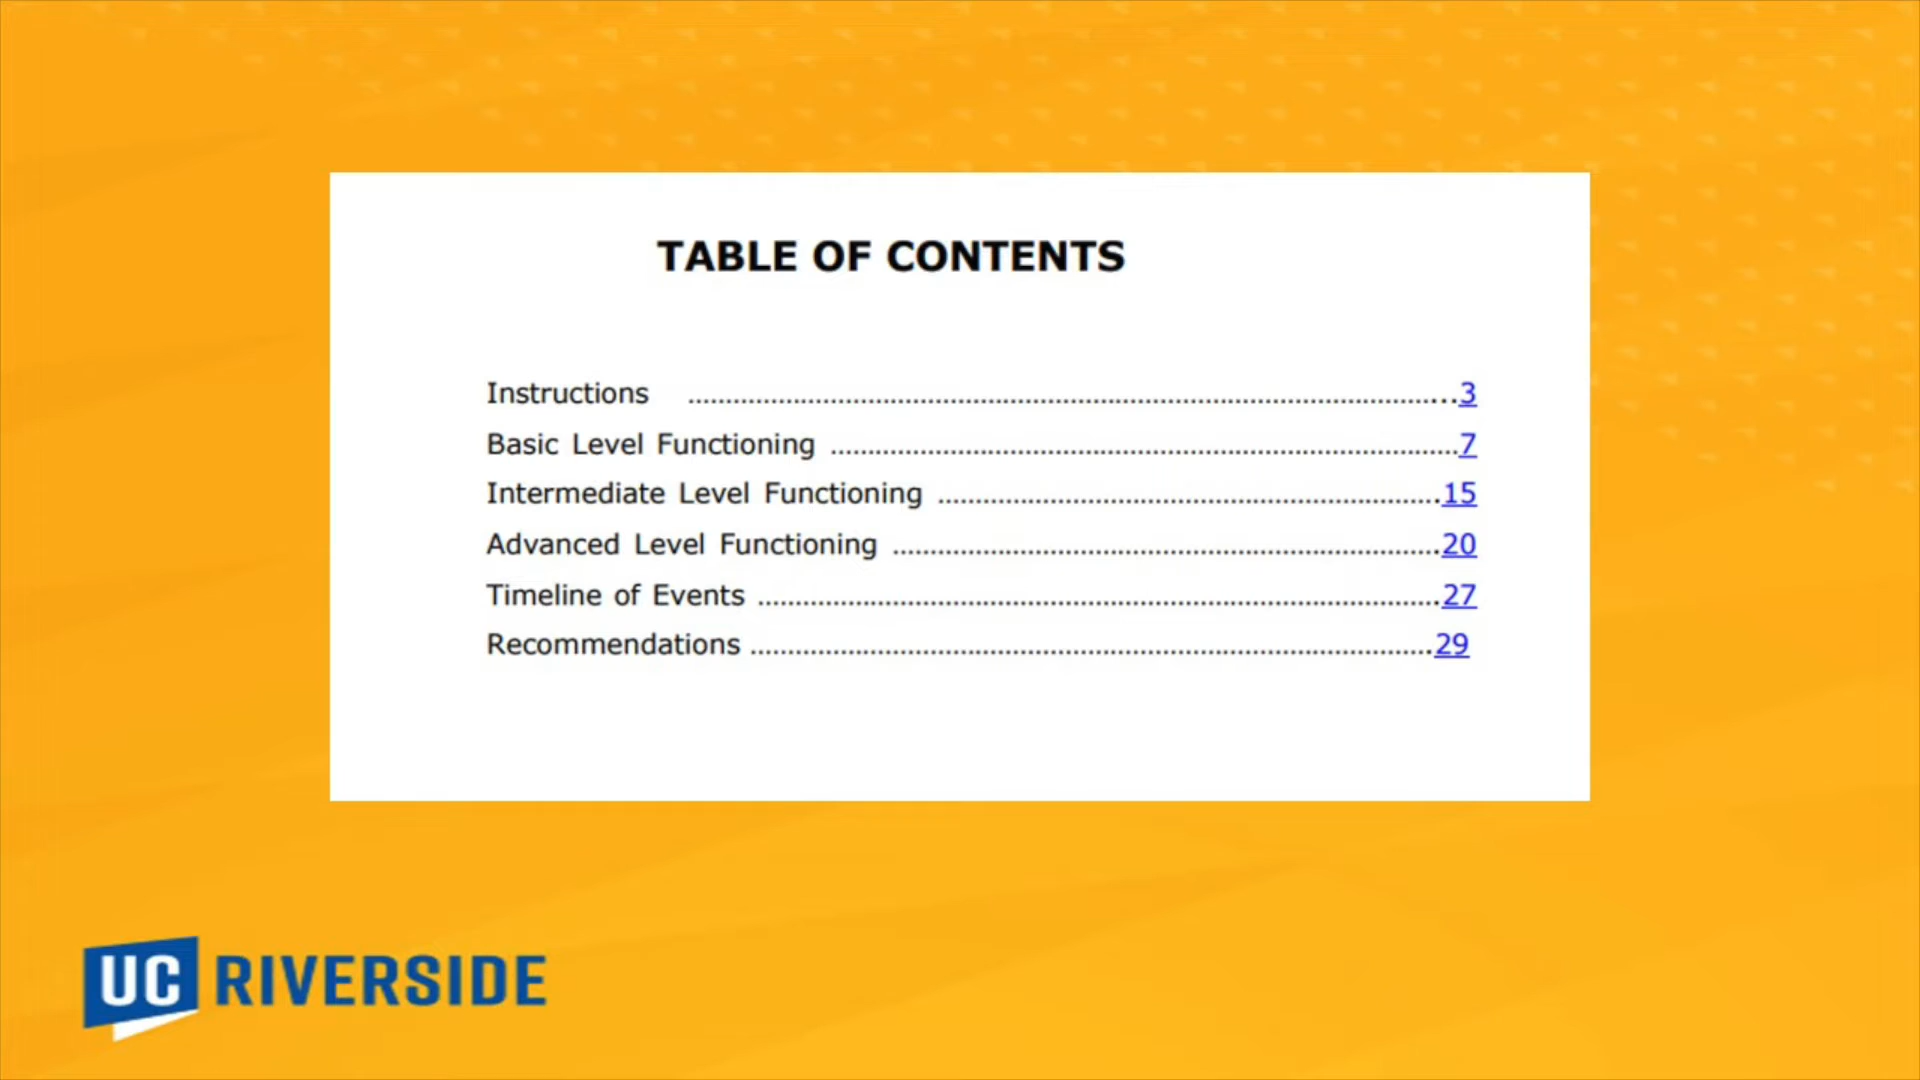 TABLE OF CONTENTS
Instructions ........................................................................................................3
Basic Level Functioning ......................................................................................7
Intermediate Level Functioning .....................................................................15
Advanced Level Functioning ...........................................................................20
Timeline of Events .............................................................................................27
Recommendations .............................................................................................29
UC RIVERSIDE